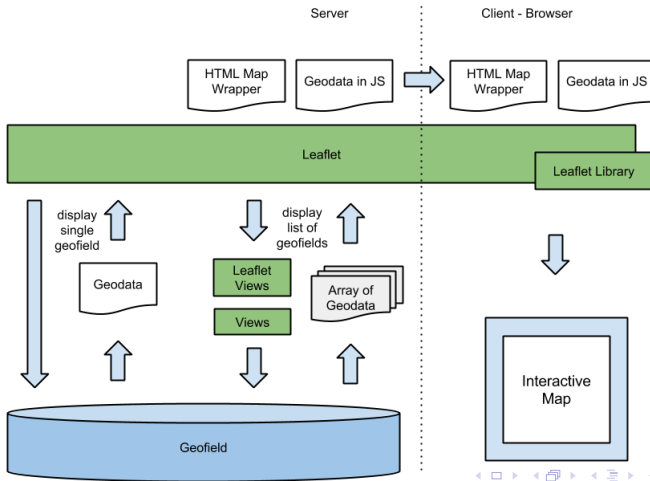 Server
Client - Browser
HTML Map
Wrapper
Geodata in JS
HTML Map
Wrapper
Geodata in JS
Leaflet
Leaflet Library
display
single
geofield
display
list of
geofields
Geodata
Leaflet
Views
Views
Array of
Geodata
Interactive
Map
Geofield